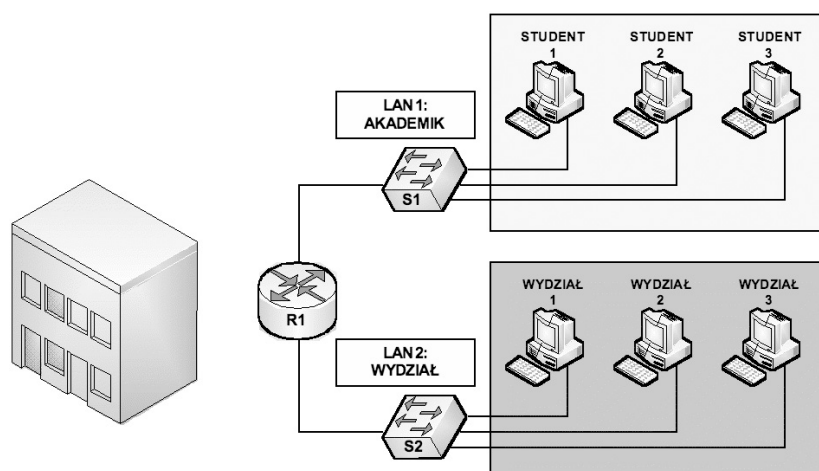 STUDENT
1
STUDENT
2
STUDENT
3
LAN 1:
AKADEMIK
S1
R1
WYDZIAŁ
1
WYDZIAŁ
2
WYDZIAŁ
3
LAN 2:
WYDZIAŁ
S2